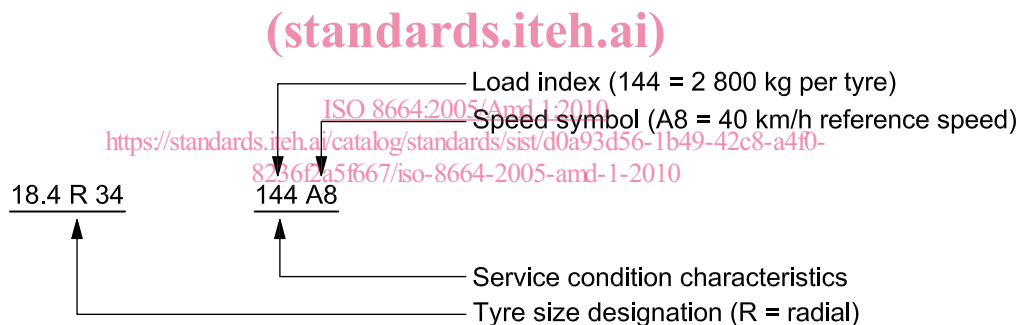 (standards.iteh.ai)
Load index (144 = 2 800 kg per tyre)
ISO 8664:2005/Amd 1:2010
Speed symbol (A8 = 40 km/h reference speed)
https://standards.iteh.ai/catalog/standards/sist/d0a93d56-1b49-42c8-a4f0-
8236f2a5f667/iso-8664-2005-amd-1-2010
18.4 R 34 144 A8
Service condition characteristics
Tyre size designation (R = radial)